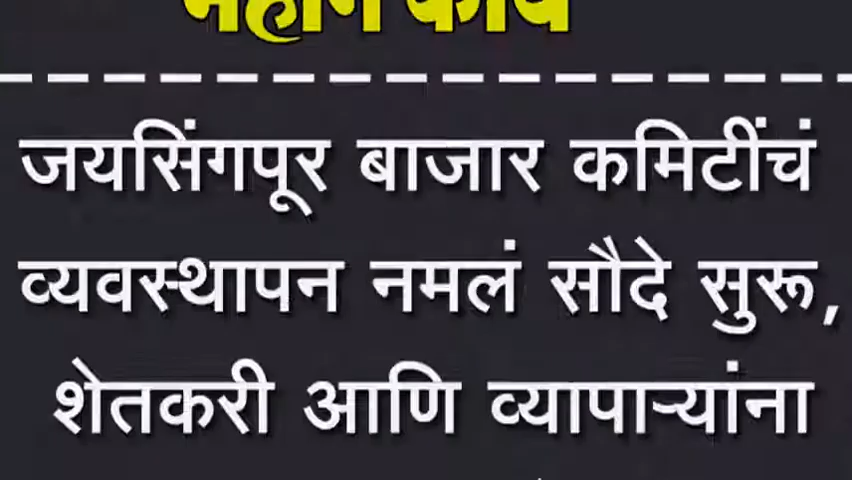 जयसिंगपूर बाजार कमिटींचं
व्यवस्थापन नमलं सौदे सुरू,
शेतकरी आणि व्यापाऱ्यांना